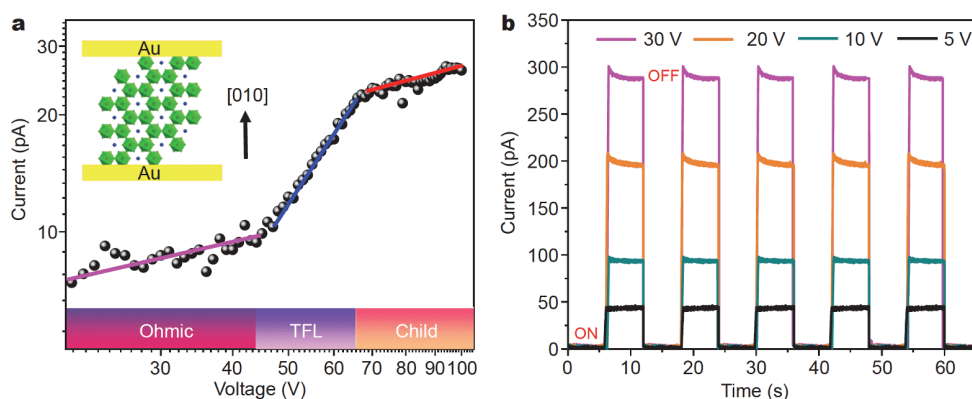 a
Au
[010]
Au
30
20
10
Current (pA)
Ohmic
TFL
Child
30
40
50
60
70
80
90
100
Voltage (V)
b
30 V
20 V
10 V
5 V
OFF
ON
350
300
250
200
150
100
50
0
Current (pA)
0
10
20
30
40
50
60
Time (s)